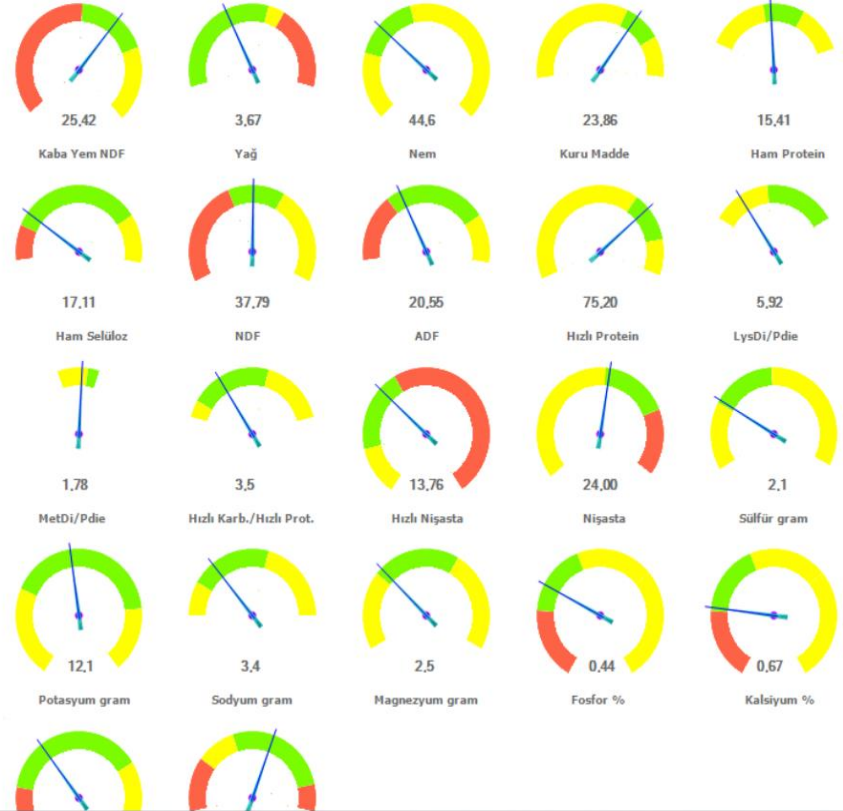 25,42
Kaba Yem NDF
3,67
Yağ
44,6
Nem
23,86
Kuru Madde
15,41
Ham Protein
17,11
Ham Selüloz
37,79
NDF
20,55
ADF
75,20
Hızlı Protein
5,92
LysDi/Pdie
1,78
MetDi/Pdie
3,5
Hızlı Karb./Hızlı Prot.
13,76
Hızlı Nişasta
24,00
Nişasta
2,1
Sülfür gram
12,1
Potasyum gram
3,4
Sodyum gram
2,5
Magnezyum gram
0,44
Fosfor %
0,67
Kalsiyum %